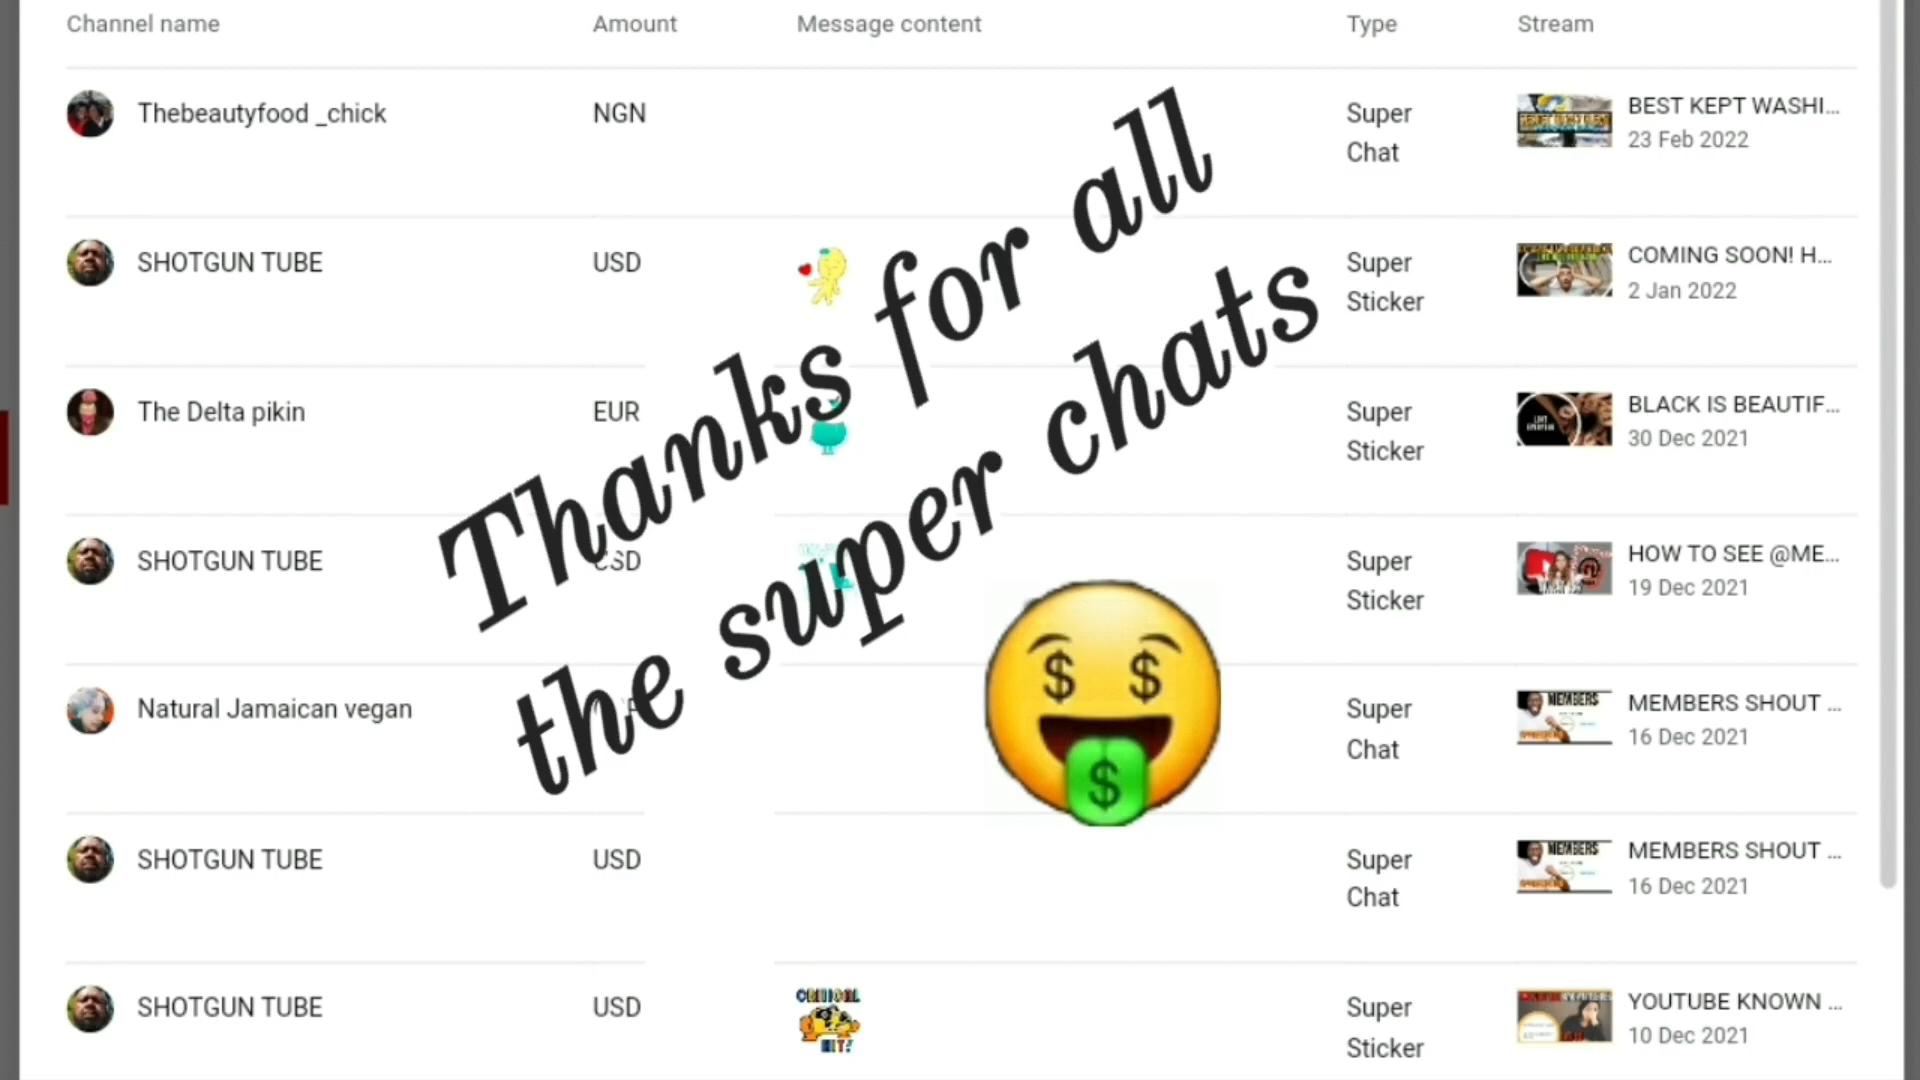 Channel name Amount Message content Type Stream
Thebeautyfood _chick NGN Super Chat BEST KEPT WASHI...
23 Feb 2022
SHOTGUN TUBE USD Super Sticker COMING SOON! H...
2 Jan 2022
The Delta pikin EUR Super Sticker BLACK IS BEAUTIF...
30 Dec 2021
SHOTGUN TUBE USD Super Sticker HOW TO SEE @ME...
19 Dec 2021
Natural Jamaican vegan Super Chat MEMBERS SHOUT ...
16 Dec 2021
SHOTGUN TUBE USD Super Chat MEMBERS SHOUT ...
16 Dec 2021
SHOTGUN TUBE USD CRITICAL HIT! Super Sticker YOUTUBE KNOWN ...
10 Dec 2021
Thanks for all
the super chats